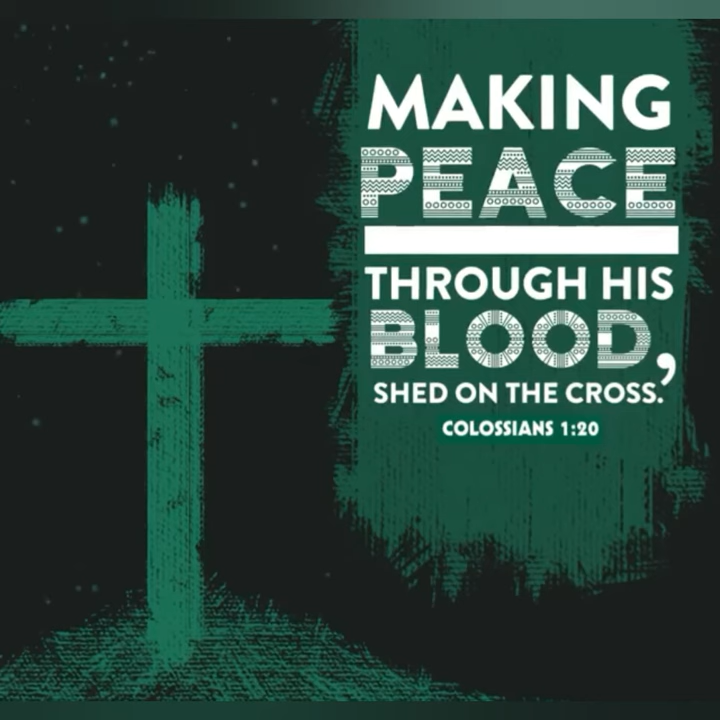 MAKING
PEACE
THROUGH HIS
BLOOD,
SHED ON THE CROSS.
COLOSSIANS 1:20